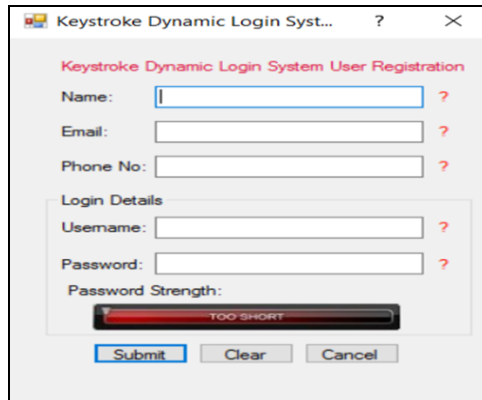 Keystroke Dynamic Login Syst... ? ×
Keystroke Dynamic Login System User Registration
Name: ?
Email: ?
Phone No: ?
Login Details
Username: ?
Password: ?
Password Strength:
TOO SHORT
Submit Clear Cancel